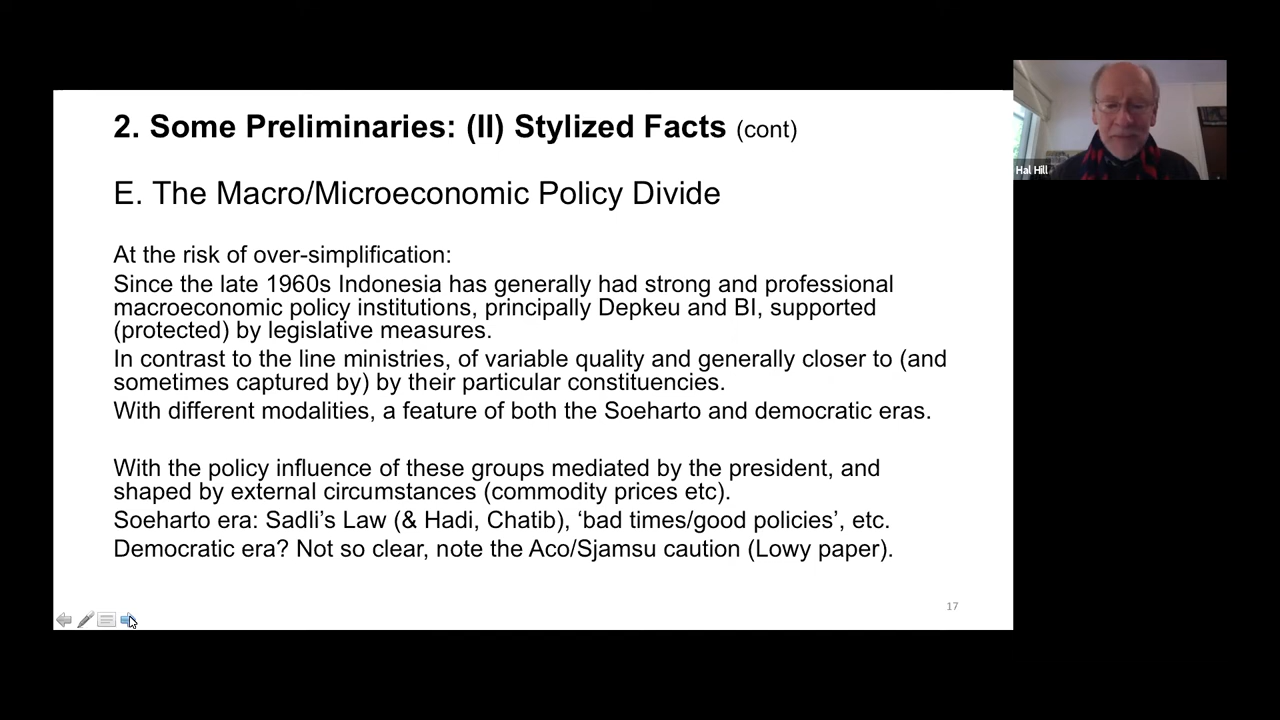 2. Some Preliminaries: (II) Stylized Facts (cont)
E. The Macro/Microeconomic Policy Divide
At the risk of over-simplification:
Since the late 1960s Indonesia has generally had strong and professional
macroeconomic policy institutions, principally Depkeu and BI, supported
(protected) by legislative measures.
In contrast to the line ministries, of variable quality and generally closer to (and
sometimes captured by) by their particular constituencies.
With different modalities, a feature of both the Soeharto and democratic eras.
With the policy influence of these groups mediated by the president, and
shaped by external circumstances (commodity prices etc).
Soeharto era: Sadli’s Law (& Hadi, Chatib), ‘bad times/good policies’, etc.
Democratic era? Not so clear, note the Aco/Sjamsu caution (Lowy paper).
17
Hal Hill